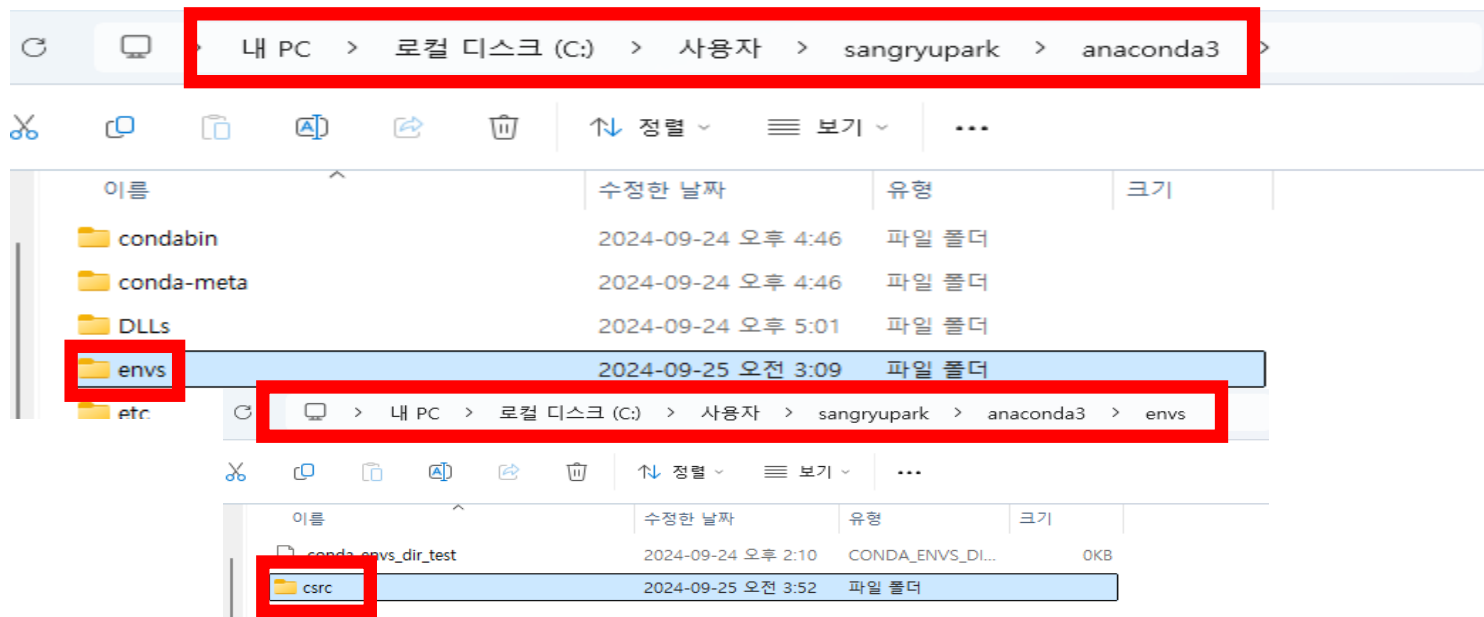 내 PC > 로컬 디스크 (C:) > 사용자 > sangryupark > anaconda3 >
정렬 보기 ...
이름 수정한 날짜 유형 크기
condabin 2024-09-24 오후 4:46 파일 폴더
conda-meta 2024-09-24 오후 4:46 파일 폴더
DLLs 2024-09-24 오후 5:01 파일 폴더
envs 2024-09-25 오전 3:09 파일 폴더
etc
> 내 PC > 로컬 디스크 (C:) > 사용자 > sangryupark > anaconda3 > envs
정렬 보기 ...
이름 수정한 날짜 유형 크기
conda_envs_dir_test 2024-09-24 오후 2:10 CONDA_ENVS_DI... 0KB
csrc 2024-09-25 오전 3:52 파일 폴더